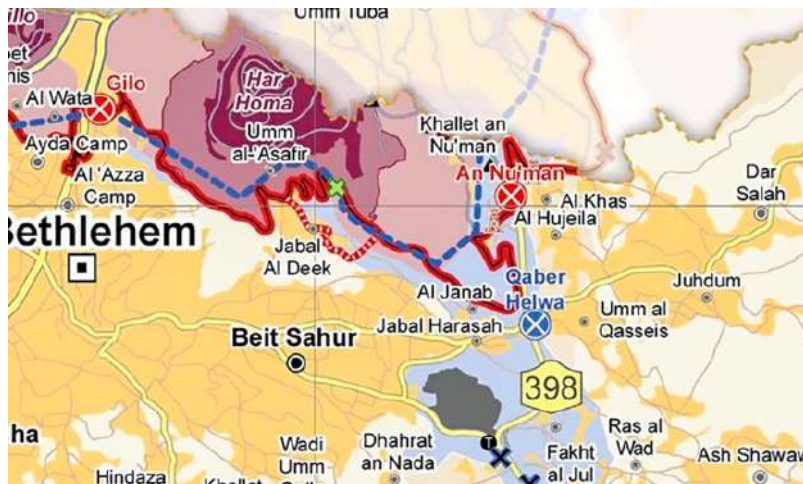 Umm Tuba
Gilo
Har
Homa
Al Wata
Umm
al-'Asafir
Khallet an
Nu'man
Ayda Camp
An Nu'man
Dar
Salah
Al 'Azza
Camp
Al Khas
Al Hujeila
Bethlehem
Jabal
Al Deek
Qaber
Helwa
Juhdum
Al Janab
Umm al
Qasseis
Jabal Harasah
Beit Sahur
398
Ras al
Wad
Wadi
Umm
Dhahrat
an Nada
T
Fakht
al Jul
Ash Shawaw
Hindaza